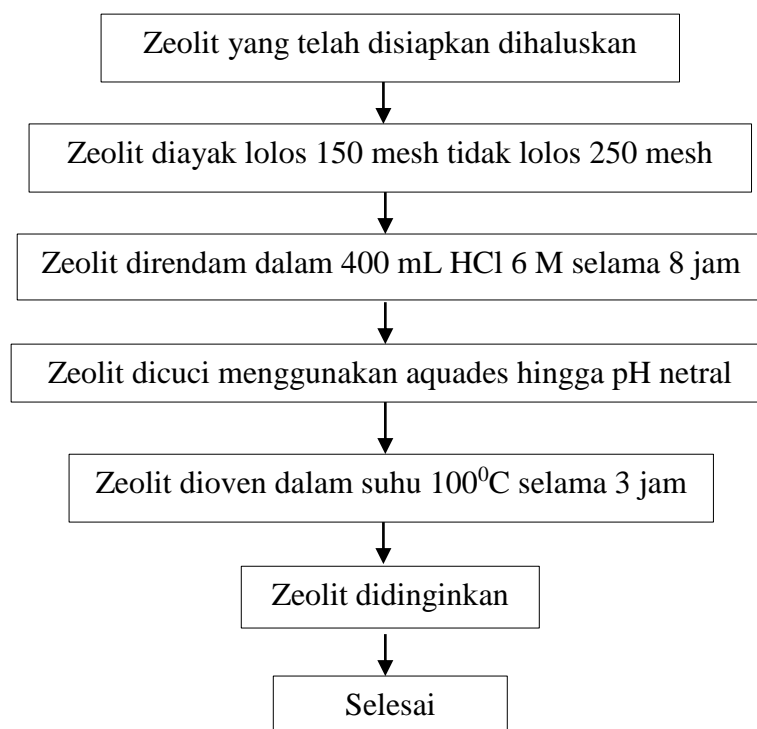 Zeolit yang telah disiapkan dihaluskan
Zeolit diayak lolos 150 mesh tidak lolos 250 mesh
Zeolit direndam dalam 400 mL HCl 6 M selama 8 jam
Zeolit dicuci menggunakan aquades hingga pH netral
Zeolit dioven dalam suhu 100⁰C selama 3 jam
Zeolit didinginkan
Selesai